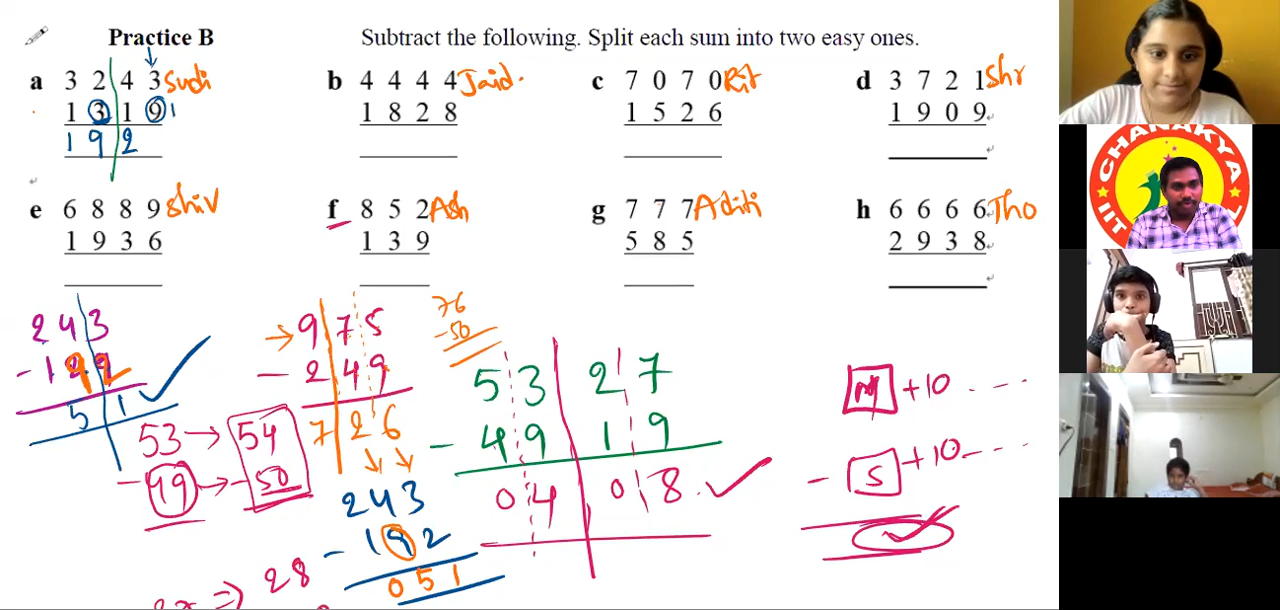 Practice B
Subtract the following. Split each sum into two easy ones.
a 3 2 4 3 Sudi
1 3 1 9 1
1 9 2
b 4 4 4 4 Jaid.
1 8 2 8
c 7 0 7 0 Rit
1 5 2 6
d 3 7 2 1 Shr
1 9 0 9
e 6 8 8 9 Shiv
1 9 3 6
f 8 5 2 Ash
1 3 9
g 7 7 7 Aditi
5 8 5
h 6 6 6 6 Tho
2 9 3 8
2 4 3
- 1 9 2
5 1
→ 9 7 5
- 2 4 9
7 2 6
76
-50
53 → 54
- 49 → - 50
2 4 3
- 1 9 2
0 5 1
5 3 2 7
- 4 9 1 9
0 4 0 8
M +10 - - -
- S +10 - - -
⇒ 28
CHANAKYA
IIT